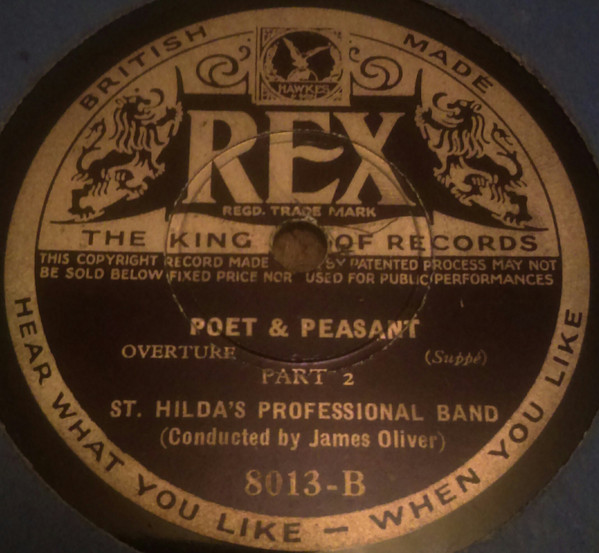 BRITISH MADE
HAWKES
REX
REGD. TRADE MARK
THE KING OF RECORDS
THIS COPYRIGHT RECORD MADE BY PATENTED PROCESS MAY NOT
BE SOLD BELOW FIXED PRICE NOR USED FOR PUBLIC PERFORMANCES
POET & PEASANT
OVERTURE (Suppé)
PART 2
ST. HILDA'S PROFESSIONAL BAND
(Conducted by James Oliver)
8013-B
HEAR WHAT YOU LIKE — WHEN YOU LIKE